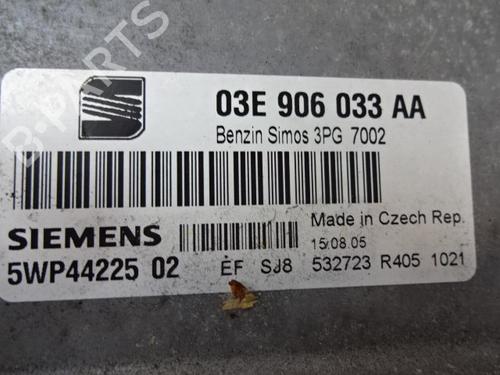 B-PARTS
03E 906 033 AA
Benzin Simos 3PG 7002
SIEMENS
Made in Czech Rep.
15.08.05
5WP44225 02
EF SJ8 532723 R405 1021